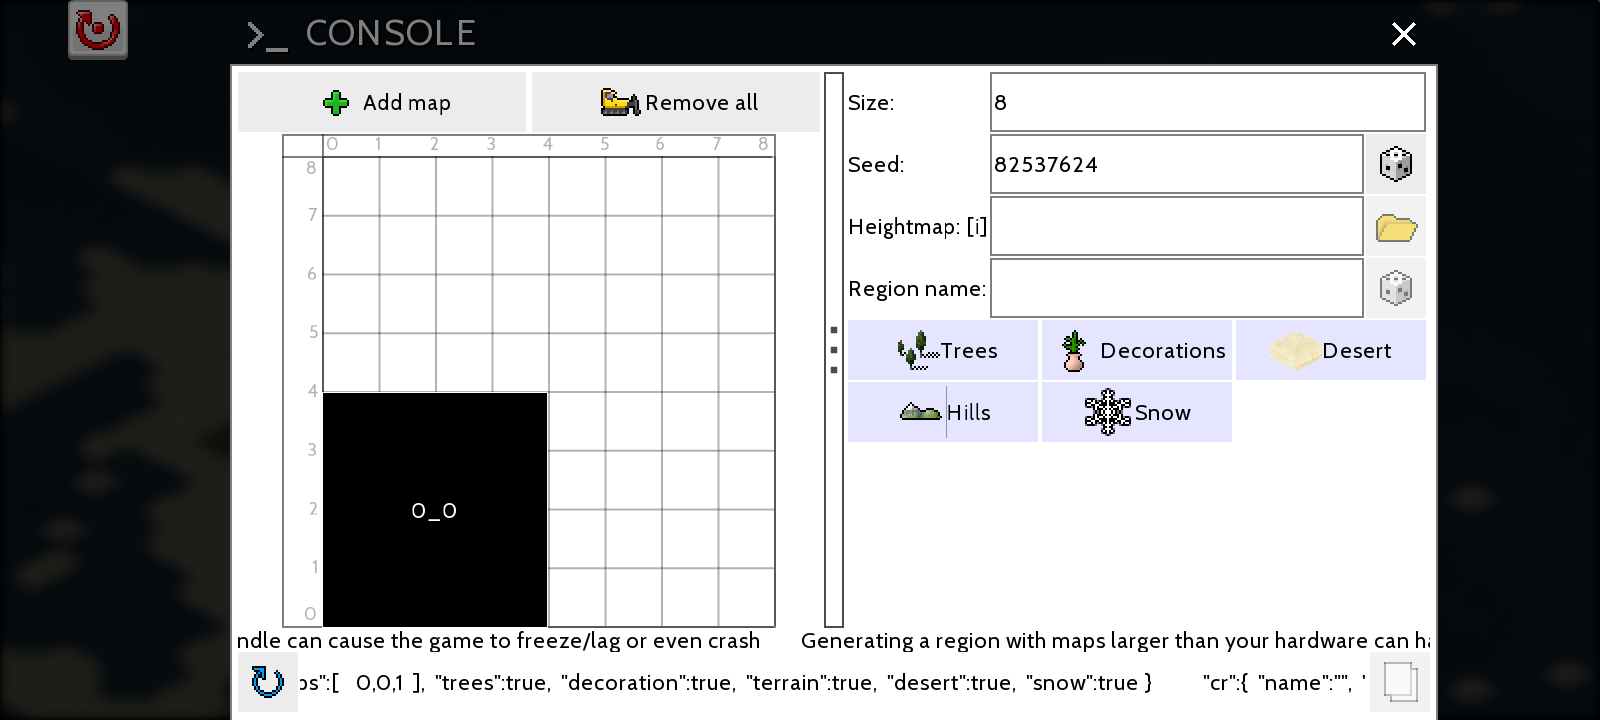 >_ CONSOLE
Add map
Remove all
0 1 2 3 4 5 6 7 8
8
7
6
5
4
3
2
1
0
0_0
Size:
8
Seed:
82537624
Heightmap: [i]
Region name:
Trees
Decorations
Desert
Hills
Snow
ndle can cause the game to freeze/lag or even crash Generating a region with maps larger than your hardware can ha
ps":[ 0,0,1 ], "trees":true, "decoration":true, "terrain":true, "desert":true, "snow":true } "cr":{ "name":"", '